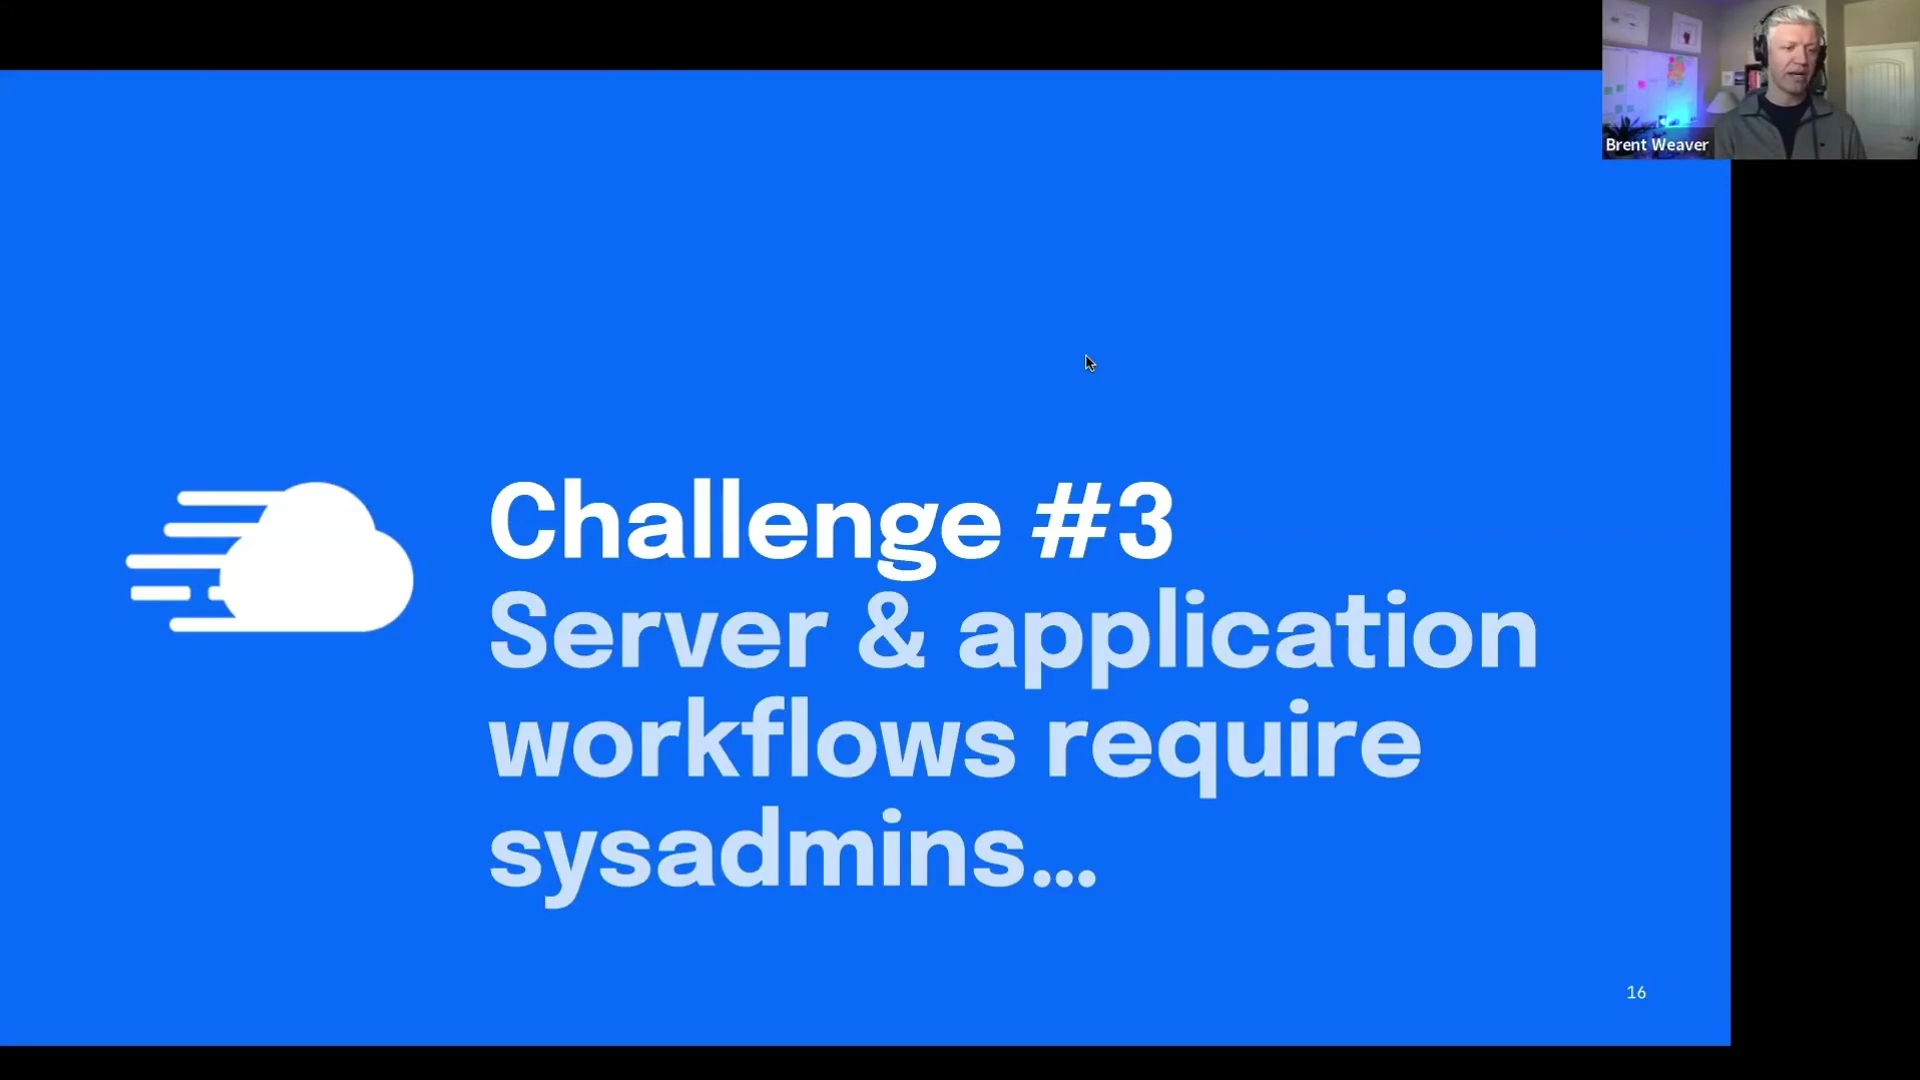 Brent Weaver
Challenge #3
Server & application
workflows require
sysadmins...
16